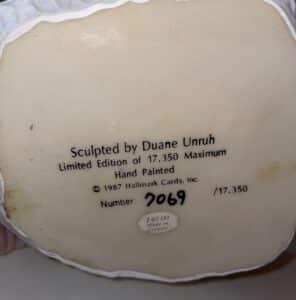 Sculpted by Duane Unruh
Limited Edition of 17,350 Maximum
Hand Painted
© 1987 Hallmark Cards, Inc.
Number 7069 /17,350